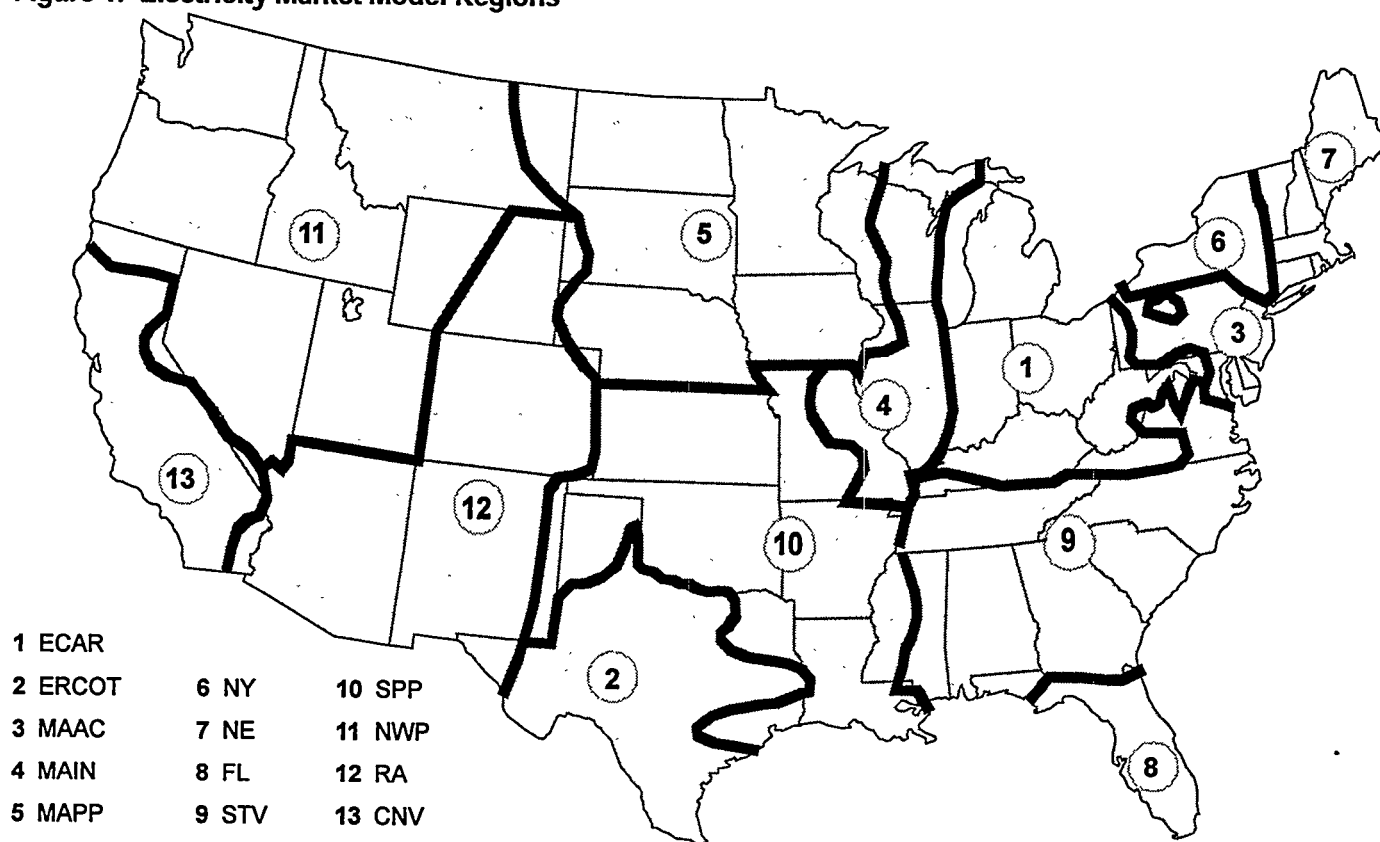 Figure 1. Electricity Market Model Regions
7
11
5
6
3
1
4
13
12
10
9
2
8
1 ECAR
2 ERCOT
3 MAAC
4 MAIN
5 MAPP
6 NY
7 NE
8 FL
9 STV
10 SPP
11 NWP
12 RA
13 CNV